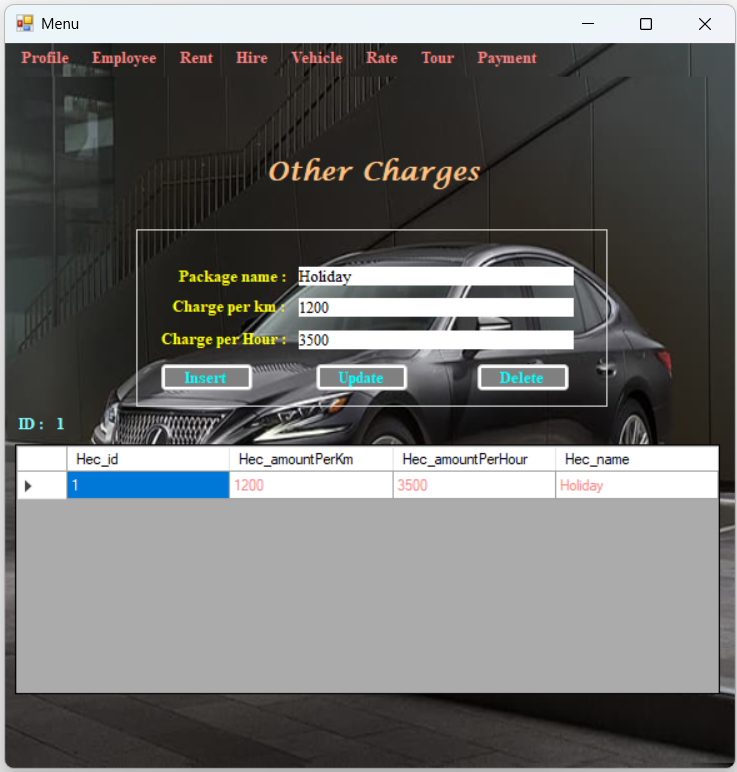 Menu
Profile Employee Rent Hire Vehicle Rate Tour Payment
Other Charges
Package name : Holiday
Charge per km : 1200
Charge per Hour : 3500
Insert Update Delete
ID : 1
Hec_id Hec_amountPerKm Hec_amountPerHour Hec_name
1 1200 3500 Holiday